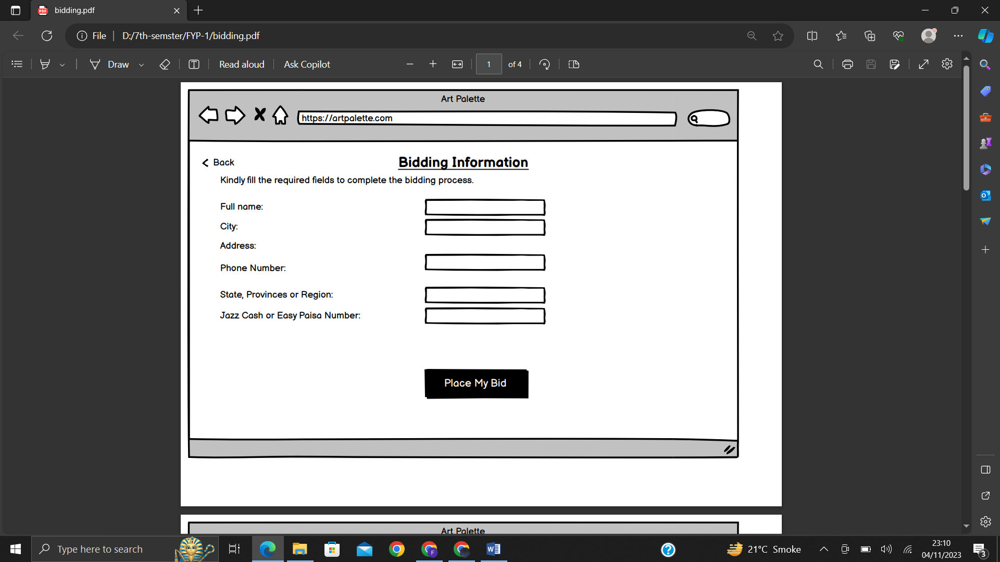 bidding.pdf
File
D:/7th-semster/FYP-1/bidding.pdf
Draw
Read aloud
Ask Copilot
1
of 4
Art Palette
https://artpalette.com
Back
Bidding Information
Kindly fill the required fields to complete the bidding process.
Full name:
City:
Address:
Phone Number:
State, Provinces or Region:
Jazz Cash or Easy Paisa Number:
Place My Bid
Art Palette
Type here to search
21°C Smoke
23:10
04/11/2023
3